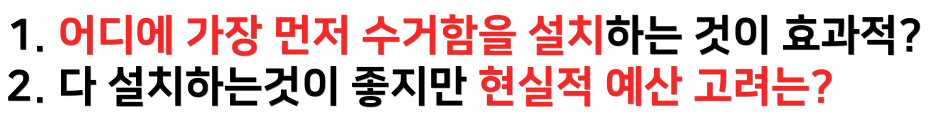 1. 어디에 가장 먼저 수거함을 설치하는 것이 효과적?
2. 다 설치하는것이 좋지만 현실적 예산 고려는?